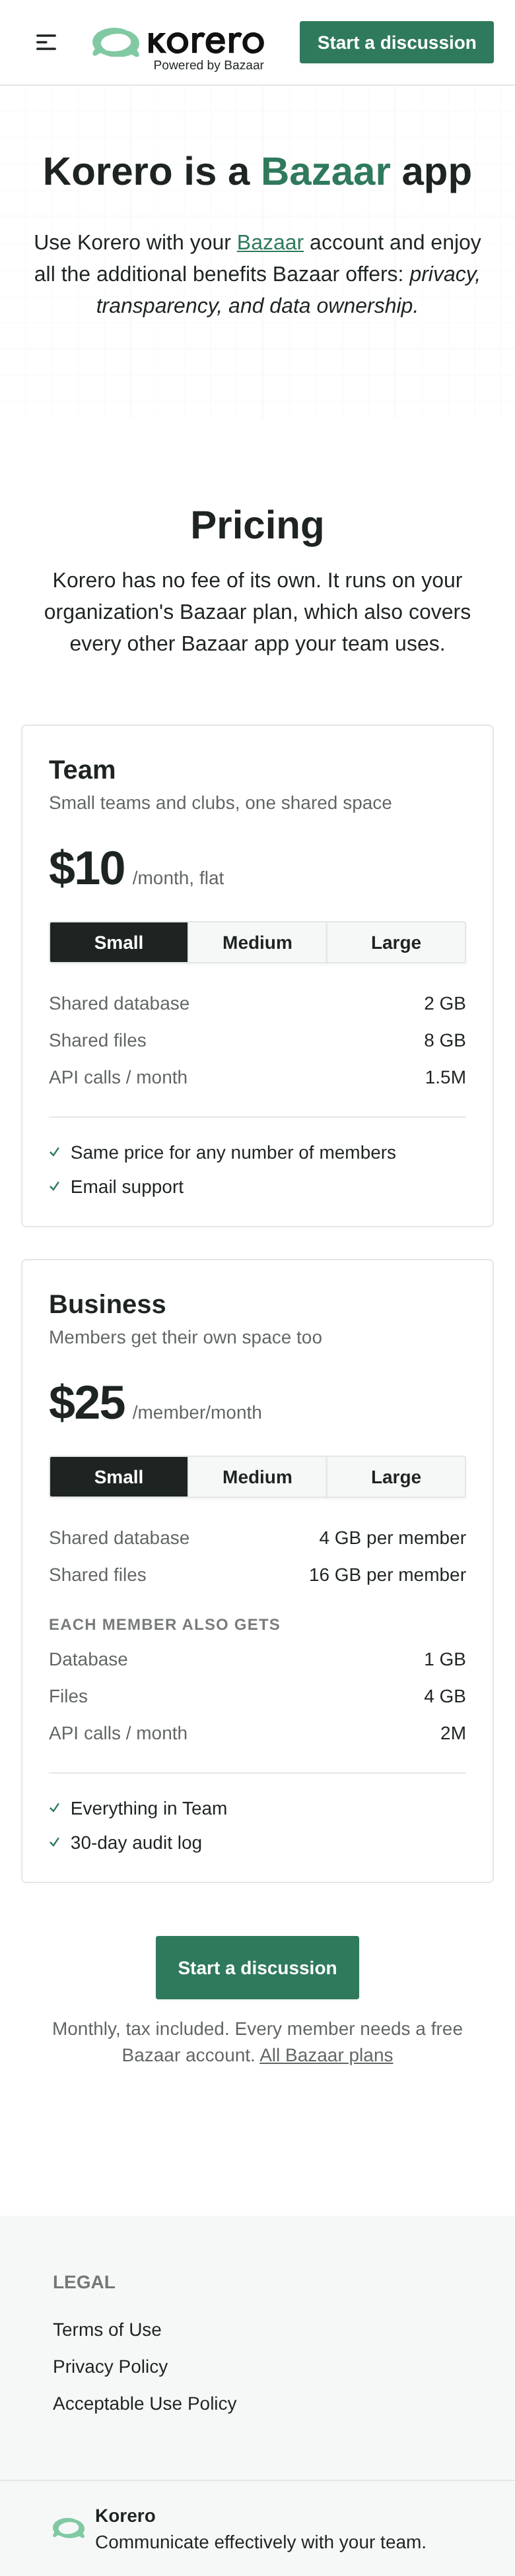 korero
Powered by Bazaar
Start a discussion
Korero is a Bazaar app
Use Korero with your Bazaar account and enjoy
all the additional benefits Bazaar offers: privacy,
transparency, and data ownership.
Pricing
Korero has no fee of its own. It runs on your
organization's Bazaar plan, which also covers
every other Bazaar app your team uses.
Team
Small teams and clubs, one shared space
$10 /month, flat
Small Medium Large
Shared database 2 GB
Shared files 8 GB
API calls / month 1.5M
Same price for any number of members
Email support
Business
Members get their own space too
$25 /member/month
Small Medium Large
Shared database 4 GB per member
Shared files 16 GB per member
EACH MEMBER ALSO GETS
Database 1 GB
Files 4 GB
API calls / month 2M
Everything in Team
30-day audit log
Start a discussion
Monthly, tax included. Every member needs a free
Bazaar account. All Bazaar plans
LEGAL
Terms of Use
Privacy Policy
Acceptable Use Policy
Korero
Communicate effectively with your team.